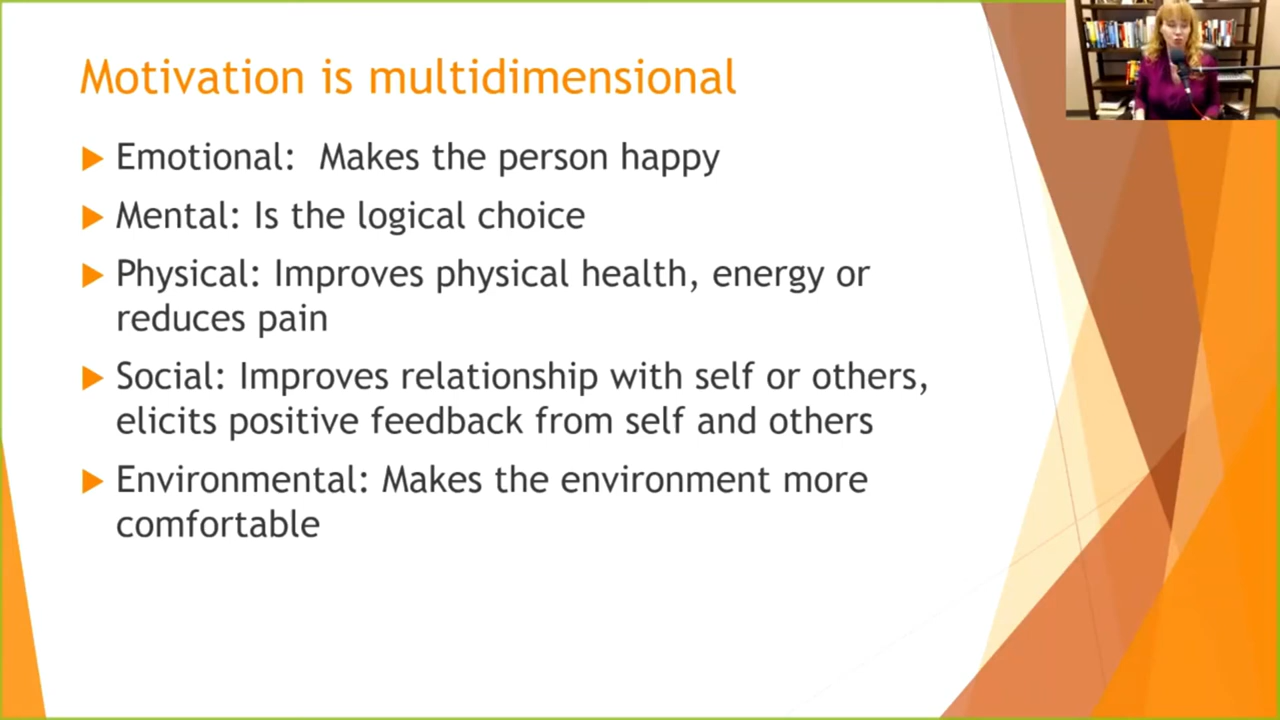 Motivation is multidimensional
Emotional:  Makes the person happy
Mental: Is the logical choice
Physical: Improves physical health, energy or
reduces pain
Social: Improves relationship with self or others,
elicits positive feedback from self and others
Environmental: Makes the environment more
comfortable